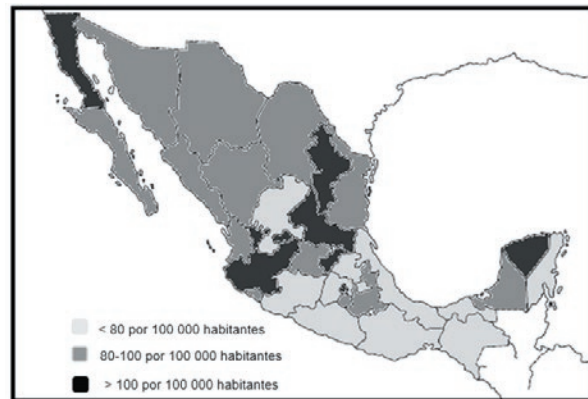 < 80 por 100 000 habitantes
80-100 por 100 000 habitantes
> 100 por 100 000 habitantes